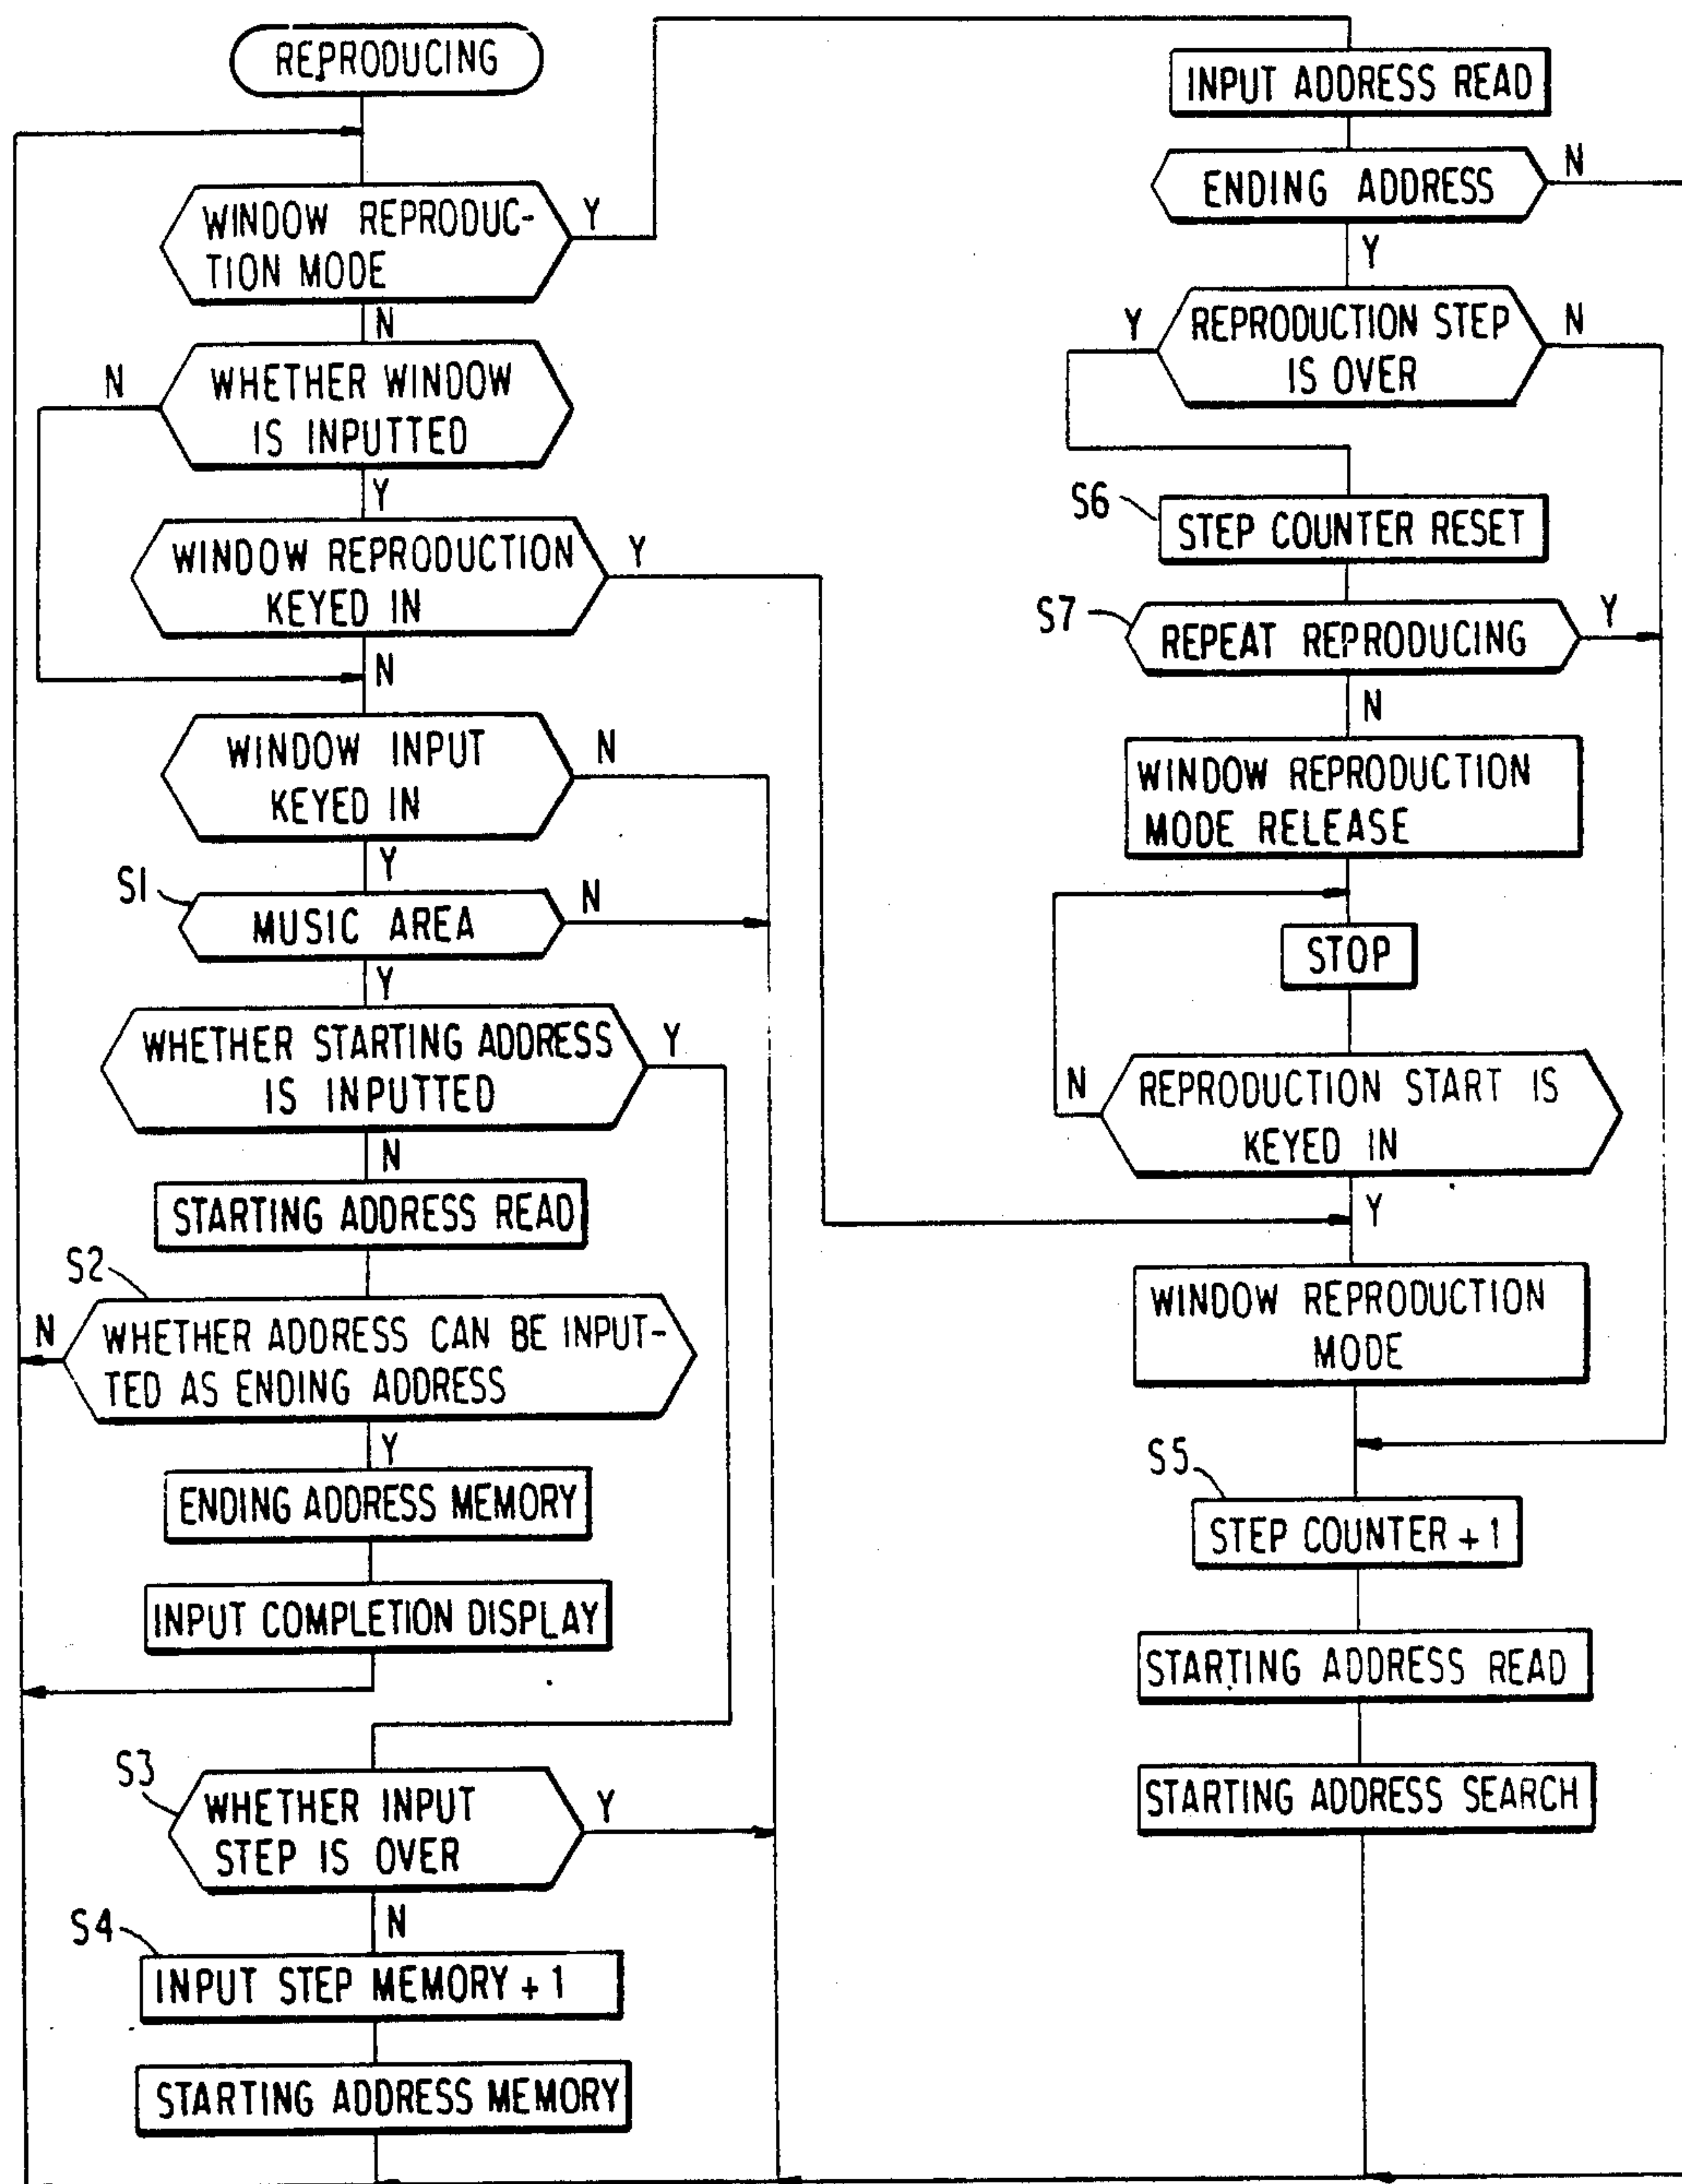 REPRODUCING
WINDOW REPRODUC-
TION MODE
Y
N
WHETHER WINDOW
IS INPUTTED
N
Y
WINDOW REPRODUCTION
KEYED IN
Y
N
WINDOW INPUT
KEYED IN
N
Y
S1
MUSIC AREA
N
Y
WHETHER STARTING ADDRESS
IS INPUTTED
Y
N
STARTING ADDRESS READ
S2
N
WHETHER ADDRESS CAN BE INPUT-
TED AS ENDING ADDRESS
Y
ENDING ADDRESS MEMORY
INPUT COMPLETION DISPLAY
S3
WHETHER INPUT
STEP IS OVER
Y
N
S4
INPUT STEP MEMORY + 1
STARTING ADDRESS MEMORY
INPUT ADDRESS READ
ENDING ADDRESS
N
Y
Y
REPRODUCTION STEP
IS OVER
N
S6
STEP COUNTER RESET
S7
REPEAT REPRODUCING
Y
N
WINDOW REPRODUCTION
MODE RELEASE
STOP
N
REPRODUCTION START IS
KEYED IN
Y
WINDOW REPRODUCTION
MODE
S5
STEP COUNTER + 1
STARTING ADDRESS READ
STARTING ADDRESS SEARCH